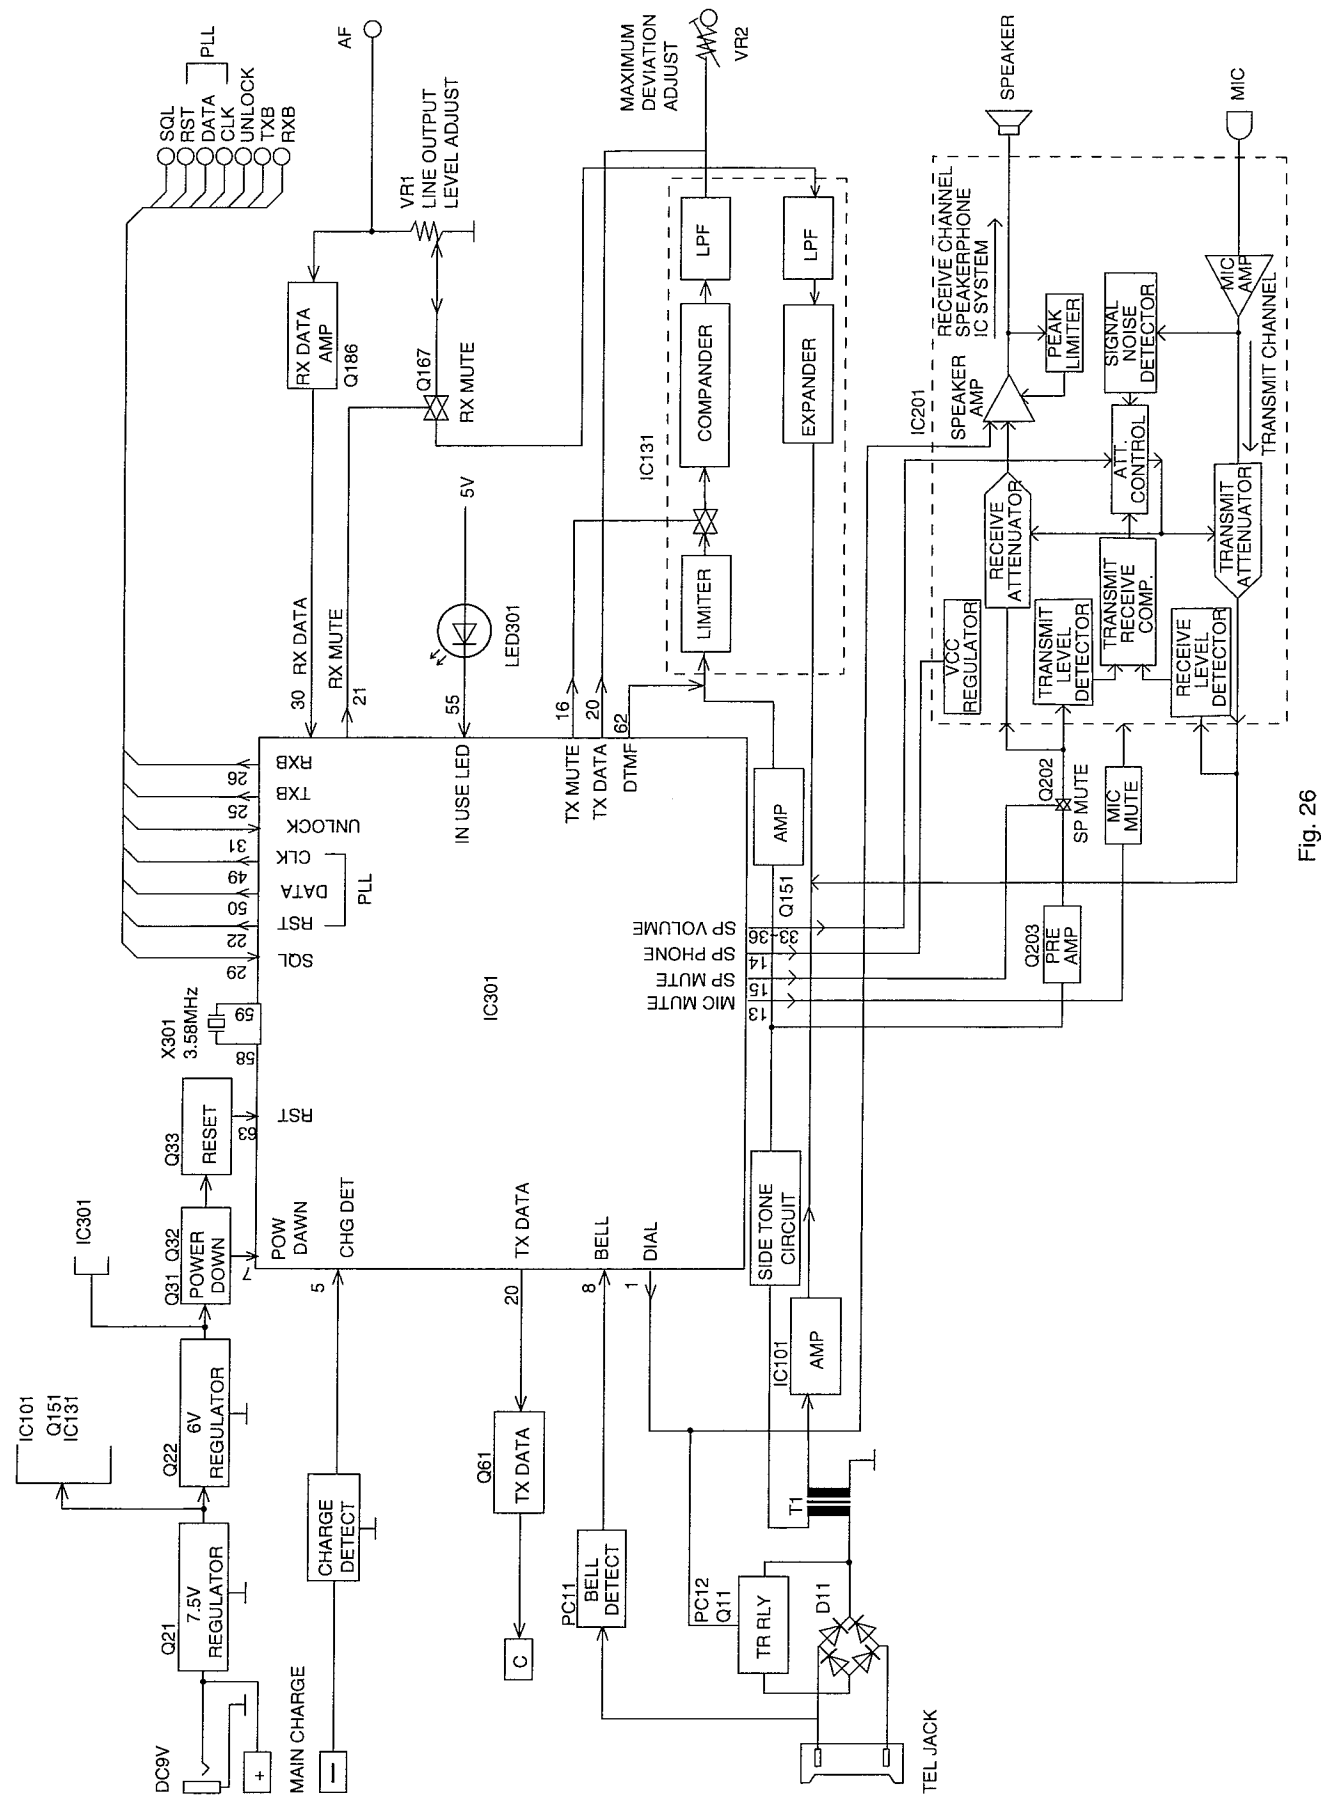 SQL
RST
DATA
CLK
UNLOCK
TXB
RXB
PLL
AF
VR1
LINE OUTPUT
LEVEL ADJUST
MAXIMUM
DEVIATION
ADJUST
VR2
SPEAKER
MIC
RX DATA
AMP
Q186
Q167
RX MUTE
30 RX DATA
RX MUTE
21
5V
LED301
55
IN USE LED
IC131
LPF
COMPANDER
LIMITER
LPF
EXPANDER
16
20
62
TX MUTE
TX DATA
DTMF
AMP
Q151
RECEIVE CHANNEL
SPEAKERPHONE
IC SYSTEM
IC201
SPEAKER
AMP
PEAK
LIMITER
SIGNAL
NOISE
DETECTOR
MIC
AMP
TRANSMIT CHANNEL
ATT.
CONTROL
RECEIVE
ATTENUATOR
TRANSMIT
ATTENUATOR
VCC
REGULATOR
TRANSMIT
LEVEL
DETECTOR
TRANSMIT
RECEIVE
COMP.
RECEIVE
LEVEL
DETECTOR
Q202
SP MUTE
MIC
MUTE
Q203
PRE
AMP
26
RXB
25
TXB
31
UNLOCK
49
CLK
50
DATA
22
RST
PLL
29
SQL
X301
3.58MHz
59
58
IC301
SP VOLUME
33~36
SP PHONE
14
SP MUTE
15
MIC MUTE
13
Q33
RESET
63
RST
IC301
Q31 Q32
POWER
DOWN
7
POW
DAWN
5
CHG DET
20
TX DATA
8
BELL
1
DIAL
SIDE TONE
CIRCUIT
IC101
AMP
IC101
Q151
IC131
Q22
6V
REGULATOR
Q21
7.5V
REGULATOR
CHARGE
DETECT
Q61
TX DATA
C
PC11
BELL
DETECT
T1
PC12
Q11
TR RLY
D11
DC9V
+
MAIN CHARGE
−
TEL JACK
Fig. 26